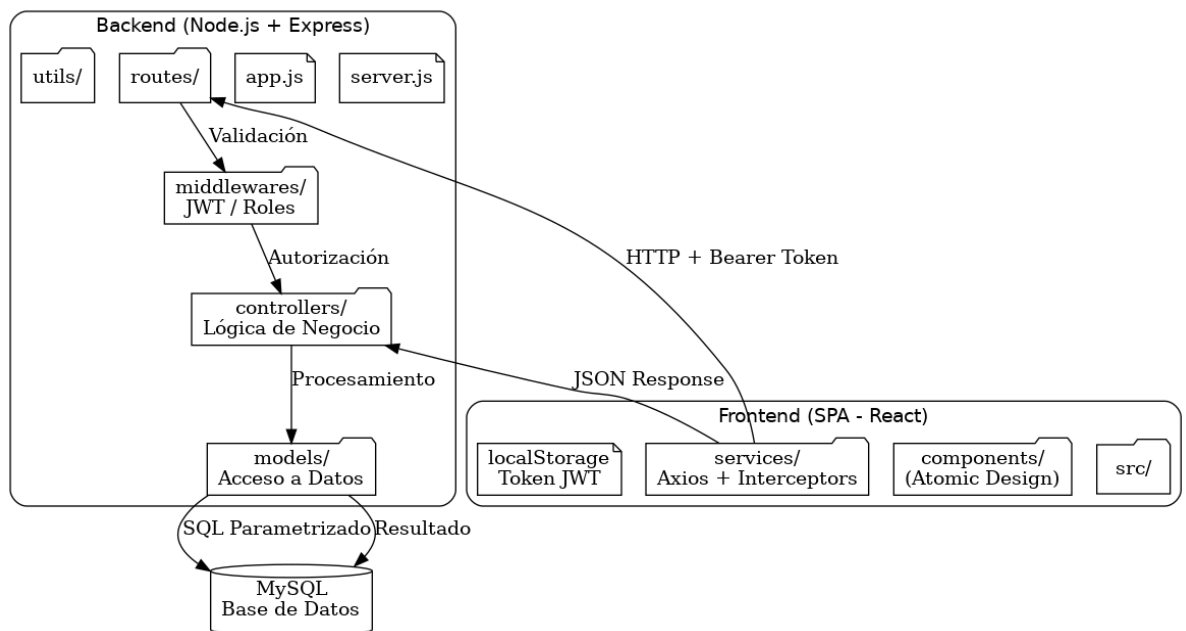 Backend (Node.js + Express)
utils/
routes/
app.js
server.js
Validación
middlewares/
JWT / Roles
Autorización
HTTP + Bearer Token
controllers/
Lógica de Negocio
Procesamiento
JSON Response
Frontend (SPA - React)
models/
Acceso a Datos
localStorage
Token JWT
services/
Axios + Interceptors
components/
(Atomic Design)
src/
SQL Parametrizado
Resultado
MySQL
Base de Datos